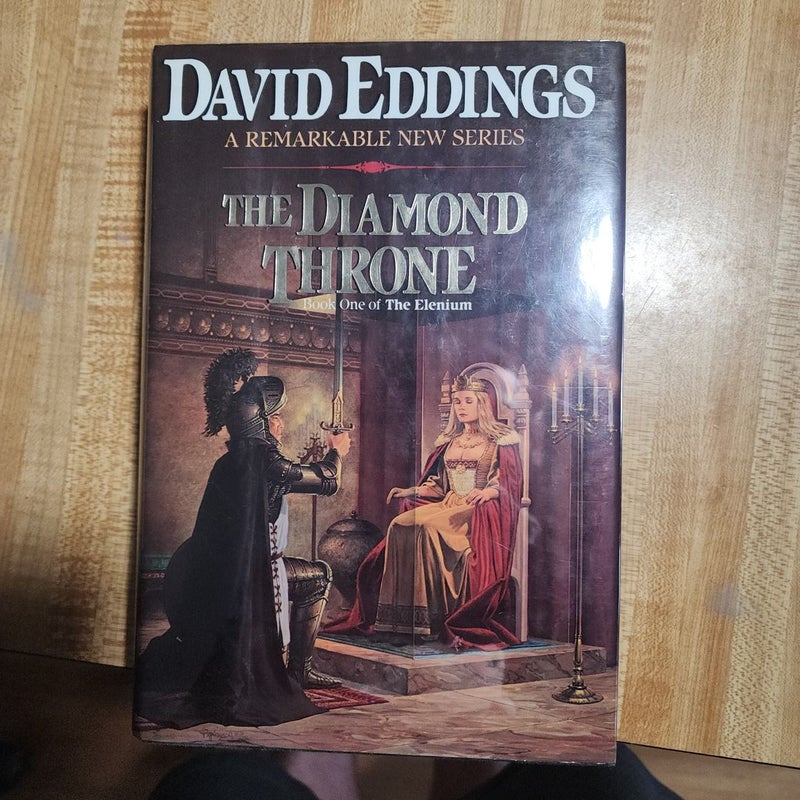 DAVID EDDINGS
A REMARKABLE NEW SERIES
THE DIAMOND
THRONE
Book One of The Elenium